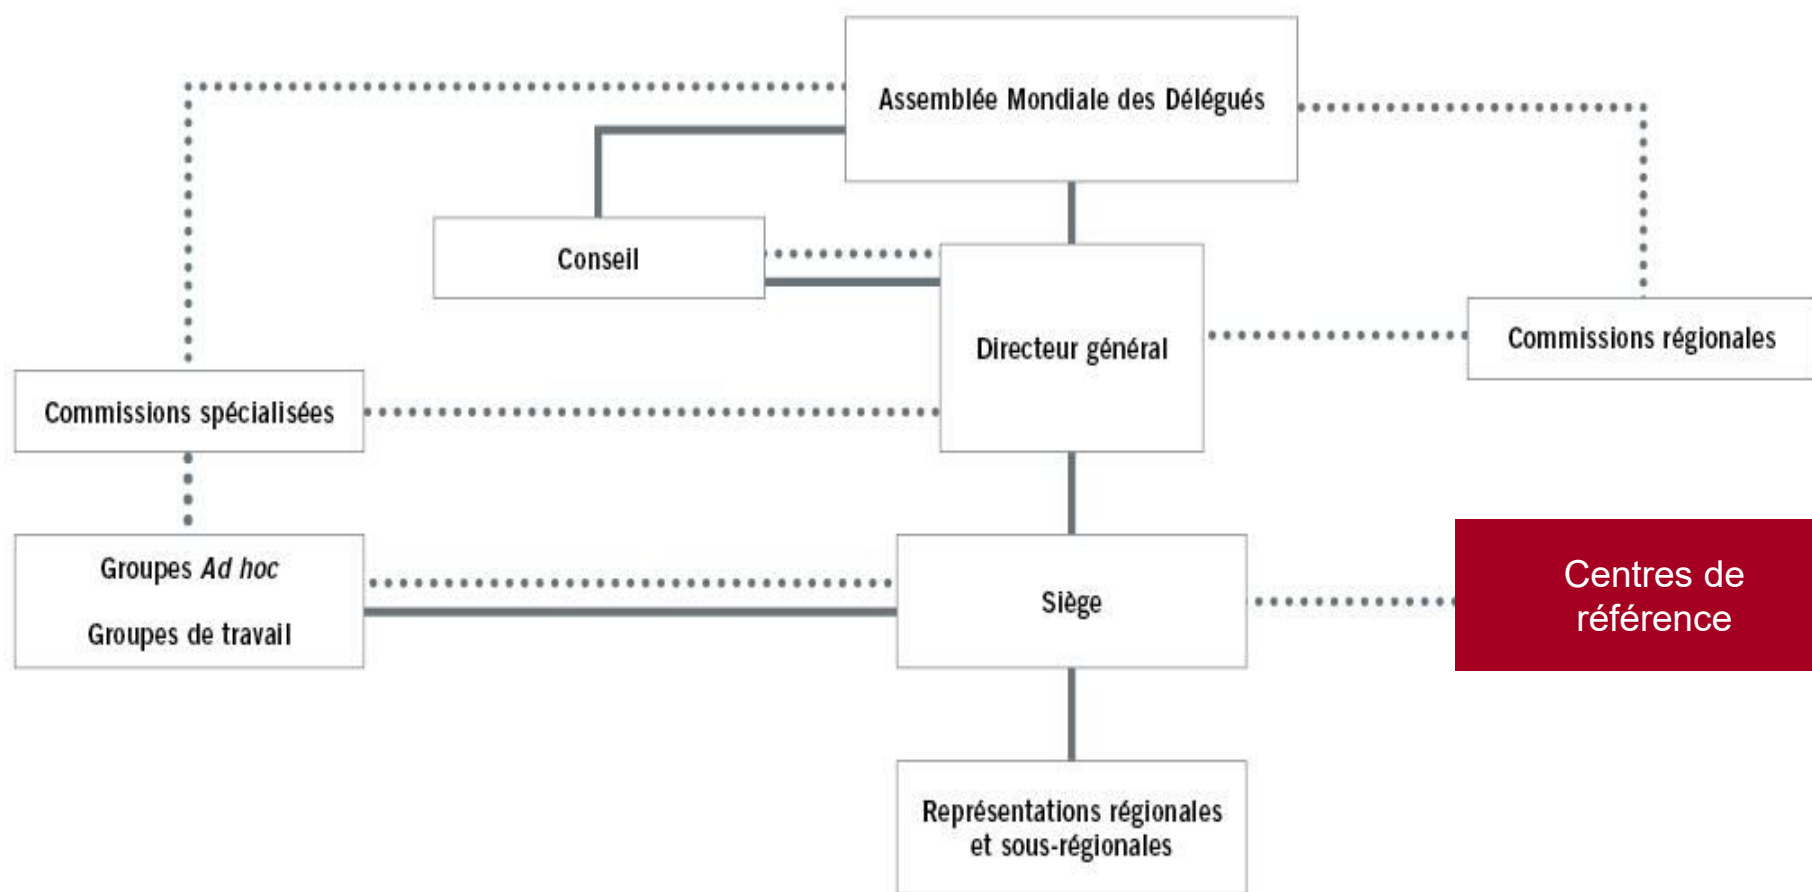 Assemblée Mondiale des Délégués
Conseil
Directeur général
Commissions régionales
Commissions spécialisées
Groupes Ad hoc
Groupes de travail
Siège
Centres de
référence
Représentations régionales
et sous-régionales